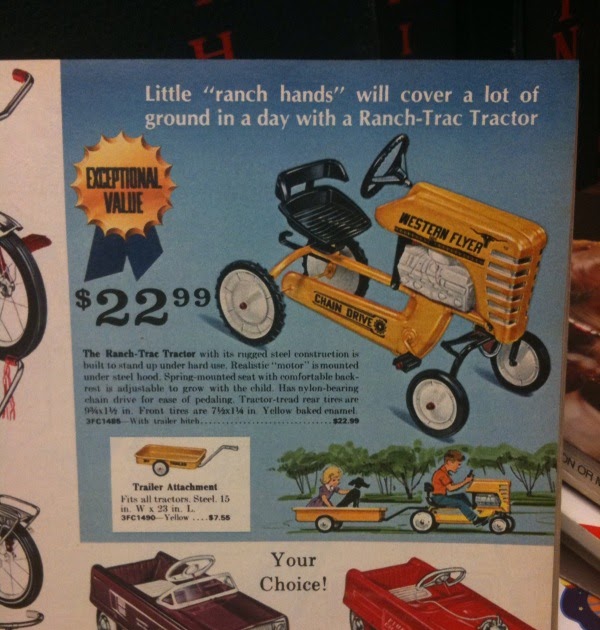 Little "ranch hands" will cover a lot of
ground in a day with a Ranch-Trac Tractor
EXCEPTIONAL
VALUE
WESTERN FLYER
CHAIN DRIVE
$22⁹⁹
The Ranch-Trac Tractor with its rugged steel construction is
built to stand up under hard use. Realistic "motor" is mounted
under steel hood. Spring-mounted seat with comfortable back-
rest is adjustable to grow with the child. Has nylon-bearing
chain drive for ease of pedaling. Tractor-tread rear tires are
in. Front tires are 7½x1¼ in. Yellow baked enamel.
3FC1485—With trailer hitch ........ $22.99
Trailer Attachment
Fits all tractors. Steel. 15
in. W x 23 in. L.
3FC1490—Yellow ....$7.55
Your
Choice!